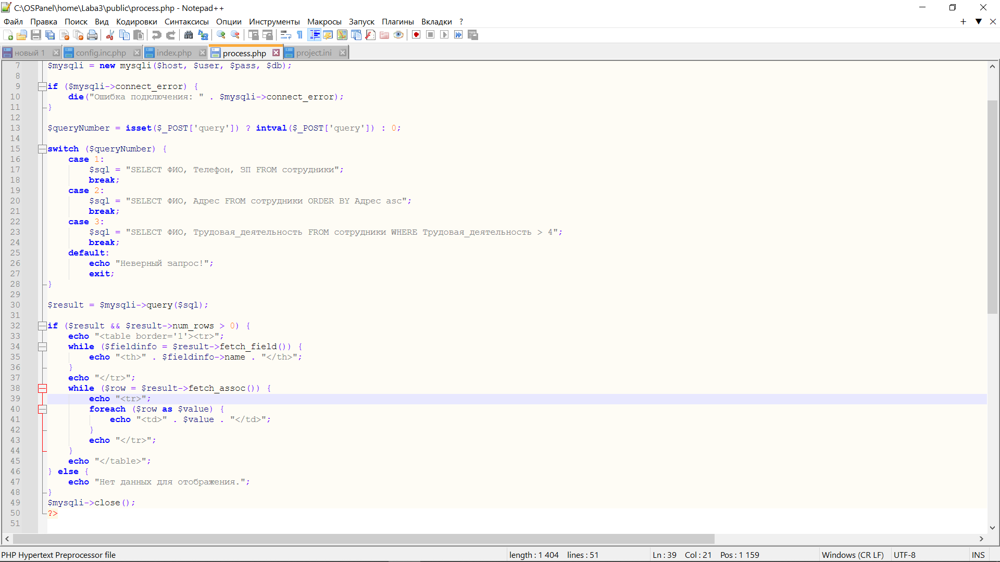 C:\OSPanel\home\Laba3\public\process.php - Notepad++
Файл Правка Поиск Вид Кодировки Синтаксисы Опции Инструменты Макросы Запуск Плагины Вкладки ?
новый 1 config.inc.php index.php process.php project.ini
7 $mysqli = new mysqli($host, $user, $pass, $db);
8
9 if ($mysqli->connect_error) {
10 die("Ошибка подключения: " . $mysqli->connect_error);
11 }
12
13 $queryNumber = isset($_POST['query']) ? intval($_POST['query']) : 0;
14
15 switch ($queryNumber) {
16 case 1:
17 $sql = "SELECT ФИО, Телефон, ЗП FROM сотрудники";
18 break;
19 case 2:
20 $sql = "SELECT ФИО, Адрес FROM сотрудники ORDER BY Адрес asc";
21 break;
22 case 3:
23 $sql = "SELECT ФИО, Трудовая_деятельность FROM сотрудники WHERE Трудовая_деятельность > 4";
24 break;
25 default:
26 echo "Неверный запрос!";
27 exit;
28 }
29
30 $result = $mysqli->query($sql);
31
32 if ($result && $result->num_rows > 0) {
33 echo "<table border='1'><tr>";
34 while ($fieldinfo = $result->fetch_field()) {
35 echo "<th>" . $fieldinfo->name . "</th>";
36 }
37 echo "</tr>";
38 while ($row = $result->fetch_assoc()) {
39 echo "<tr>";
40 foreach ($row as $value) {
41 echo "<td>" . $value . "</td>";
42 }
43 echo "</tr>";
44 }
45 echo "</table>";
46 } else {
47 echo "Нет данных для отображения.";
48 }
49 $mysqli->close();
50 ?>
51
PHP Hypertext Preprocessor file length : 1 404 lines : 51 Ln : 39 Col : 21 Pos : 1 159 Windows (CR LF) UTF-8 INS